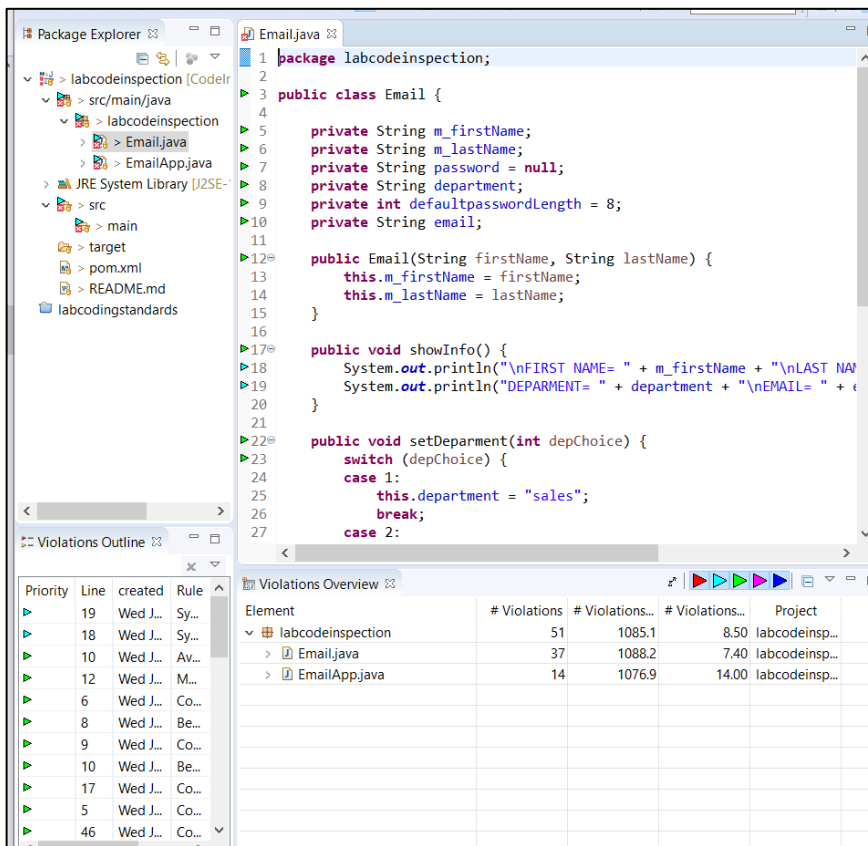 Package Explorer
> labcodeinspection [CodeIr
> src/main/java
> labcodeinspection
> Email.java
> EmailApp.java
JRE System Library [J2SE-
> src
> main
> target
> pom.xml
> README.md
labcodingstandards
Email.java
1 package labcodeinspection;
2
3 public class Email {
4
5 private String m_firstName;
6 private String m_lastName;
7 private String password = null;
8 private String department;
9 private int defaultpasswordLength = 8;
10 private String email;
11
12 public Email(String firstName, String lastName) {
13 this.m_firstName = firstName;
14 this.m_lastName = lastName;
15 }
16
17 public void showInfo() {
18 System.out.println("\nFIRST NAME= " + m_firstName + "\nLAST NAM
19 System.out.println("DEPARMENT= " + department + "\nEMAIL= " + e
20 }
21
22 public void setDeparment(int depChoice) {
23 switch (depChoice) {
24 case 1:
25 this.department = "sales";
26 break;
27 case 2:
Violations Outline
Priority Line created Rule
19 Wed J... Sy...
18 Wed J... Sy...
10 Wed J... Av...
12 Wed J... M...
6 Wed J... Co...
8 Wed J... Be...
9 Wed J... Co...
10 Wed J... Be...
17 Wed J... Co...
5 Wed J... Co...
46 Wed J... Co...
Violations Overview
Element # Violations # Violations... # Violations... Project
labcodeinspection 51 1085.1 8.50 labcodeinsp...
Email.java 37 1088.2 7.40 labcodeinsp...
EmailApp.java 14 1076.9 14.00 labcodeinsp...